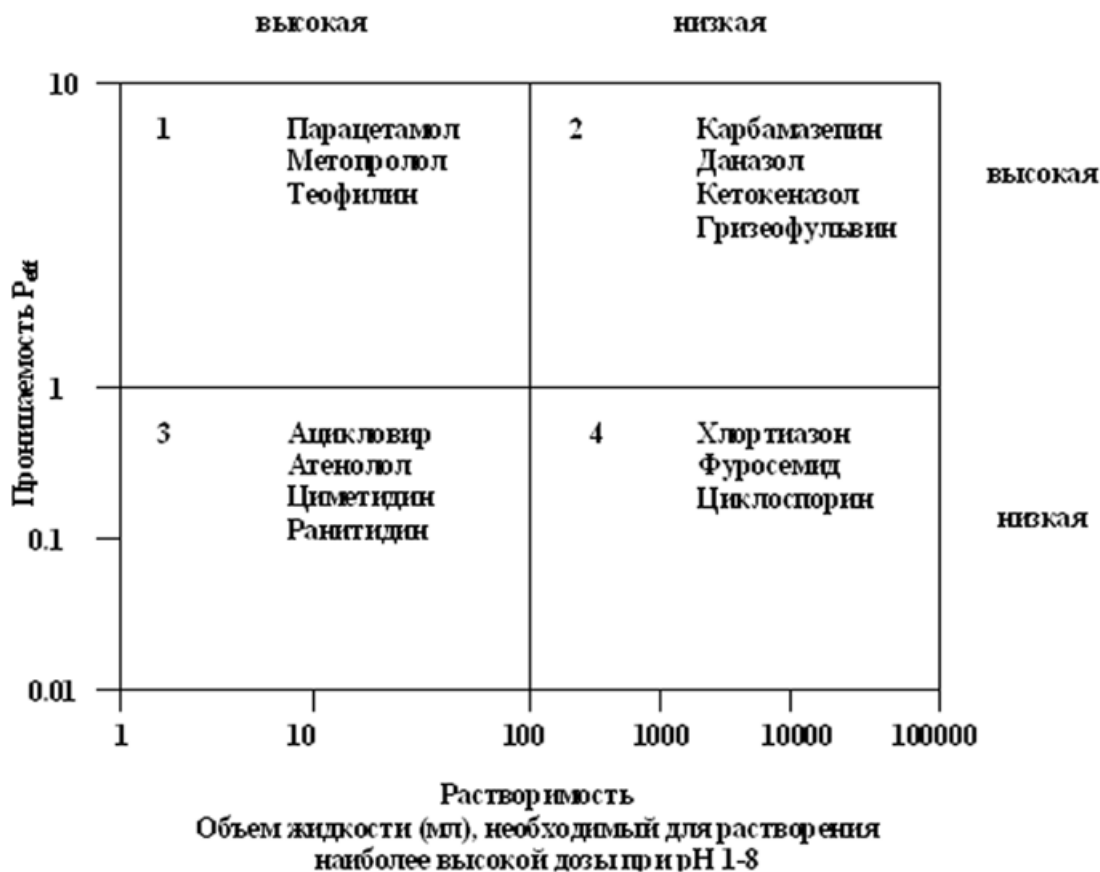 высокая низкая
10
1 Парацетамол 2 Карбамазепин
Метопролол Даназол
Теофилин Кетокеназол
Гризеофульвин
высокая
Проницаемость Peff
1
3 Ацикловир 4 Хлортиазон
Атенолол Фуросемид
Циметидин Циклоспорин
Ранитидин
низкая
0.1
0.01
1 10 100 1000 10000 100000
Растворимость
Объем жидкости (мл), необходимый для растворения
наиболее высокой дозы при pH 1-8